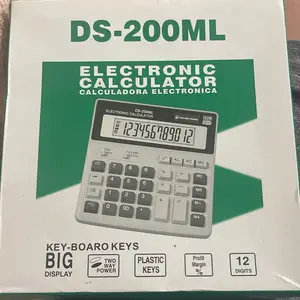 DS-200ML
ELECTRONIC
CALCULATOR
CALCULADORA ELECTRONICA
DS-200ML
ELECTRONIC CALCULATOR
123456789012
KEY-BOARO KEYS
BIG
DISPLAY
TWO WAY
POWER
PLASTIC
KEYS
Profit
Margin
%
12
DIGITS